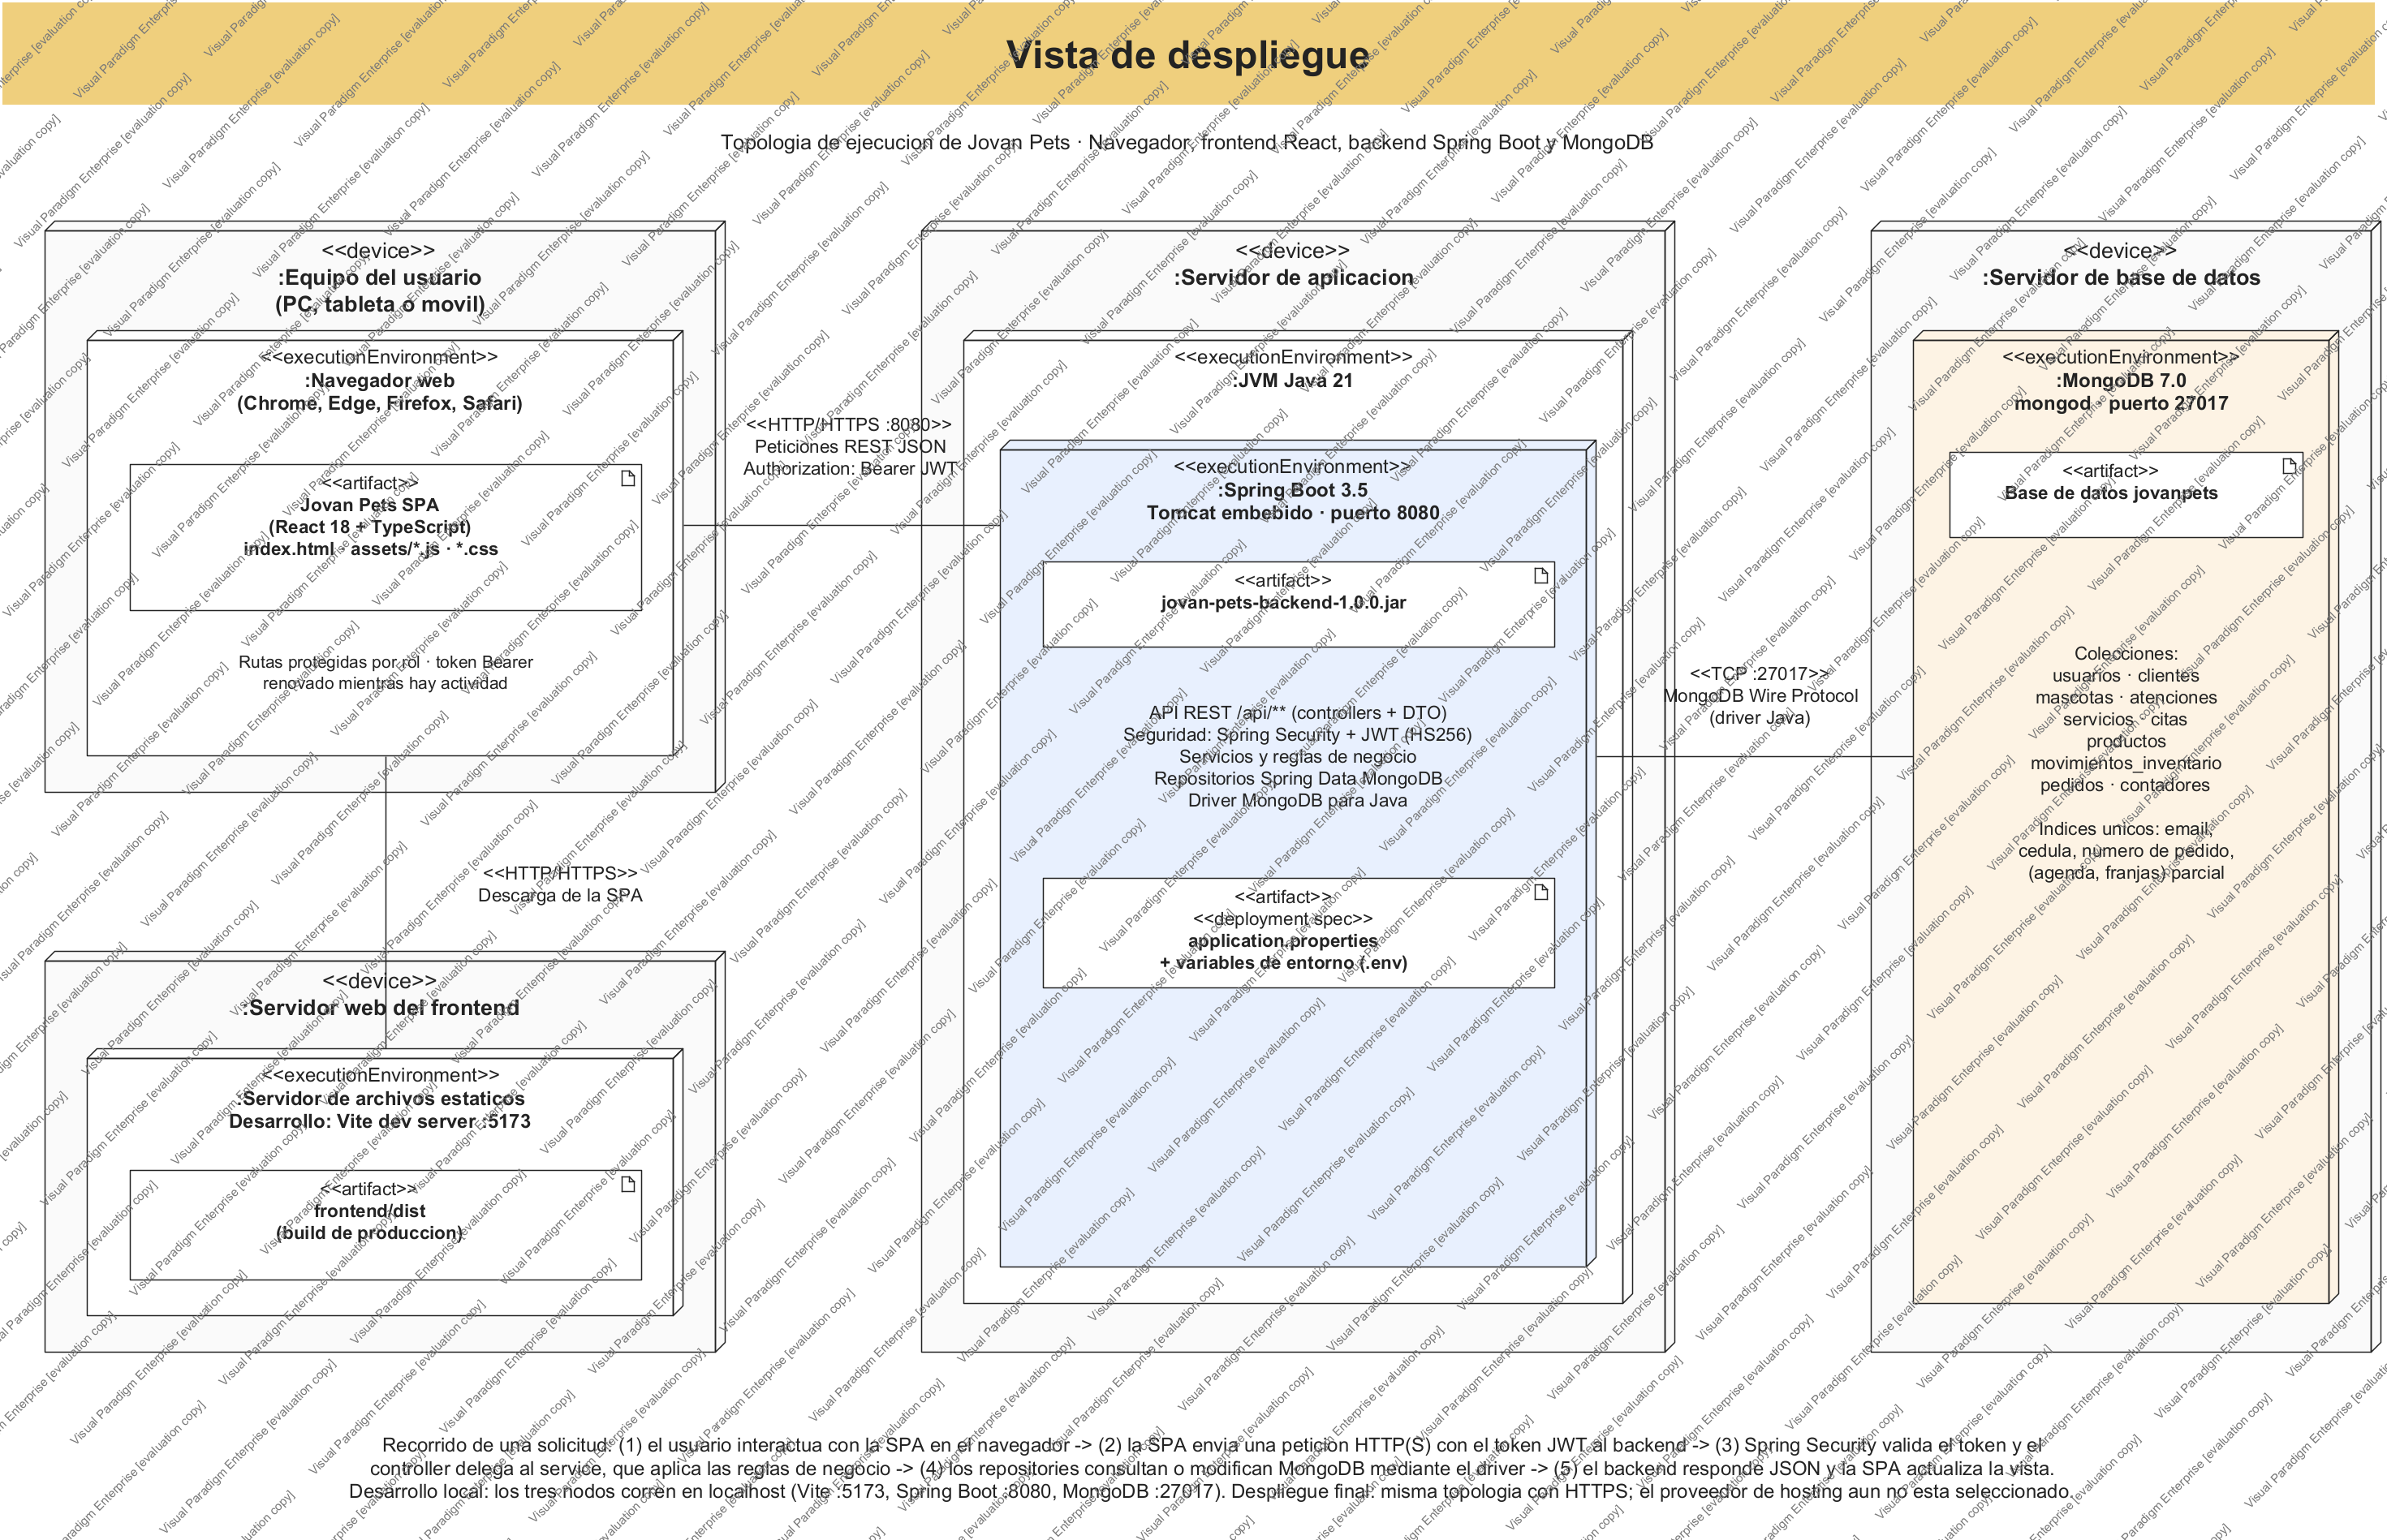 Vista de despliegue
Topologia de ejecucion de Jovan Pets · Navegador, frontend React, backend Spring Boot y MongoDB
<<device>>
:Equipo del usuario
(PC, tableta o movil)
<<executionEnvironment>>
:Navegador web
(Chrome, Edge, Firefox, Safari)
<<artifact>>
Jovan Pets SPA
(React 18 + TypeScript)
index.html · assets/*.js · *.css
Rutas protegidas por rol · token Bearer
renovado mientras hay actividad
<<HTTP/HTTPS>>
Descarga de la SPA
<<device>>
:Servidor web del frontend
<<executionEnvironment>>
:Servidor de archivos estaticos
Desarrollo: Vite dev server :5173
<<artifact>>
frontend/dist
(build de produccion)
<<HTTP/HTTPS :8080>>
Peticiones REST JSON
Authorization: Bearer JWT
<<device>>
:Servidor de aplicacion
<<executionEnvironment>>
:JVM Java 21
<<executionEnvironment>>
:Spring Boot 3.5
Tomcat embebido · puerto 8080
<<artifact>>
jovan-pets-backend-1.0.0.jar
API REST /api/** (controllers + DTO)
Seguridad: Spring Security + JWT (HS256)
Servicios y reglas de negocio
Repositorios Spring Data MongoDB
Driver MongoDB para Java
<<artifact>>
<<deployment spec>>
application.properties
+ variables de entorno (.env)
<<TCP :27017>>
MongoDB Wire Protocol
(driver Java)
<<device>>
:Servidor de base de datos
<<executionEnvironment>>
:MongoDB 7.0
mongod · puerto 27017
<<artifact>>
Base de datos jovanpets
Colecciones:
usuarios · clientes
mascotas · atenciones
servicios · citas
productos
movimientos_inventario
pedidos · contadores
Indices unicos: email,
cedula, numero de pedido,
(agenda, franjas) parcial
Recorrido de una solicitud: (1) el usuario interactua con la SPA en el navegador -> (2) la SPA envia una peticion HTTP(S) con el token JWT al backend -> (3) Spring Security valida el token y el
controller delega al service, que aplica las reglas de negocio -> (4) los repositories consultan o modifican MongoDB mediante el driver -> (5) el backend responde JSON y la SPA actualiza la vista.
Desarrollo local: los tres nodos corren en localhost (Vite :5173, Spring Boot :8080, MongoDB :27017). Despliegue final: misma topologia con HTTPS; el proveedor de hosting aun no esta seleccionado.
Visual Paradigm Enterprise [evaluation copy]